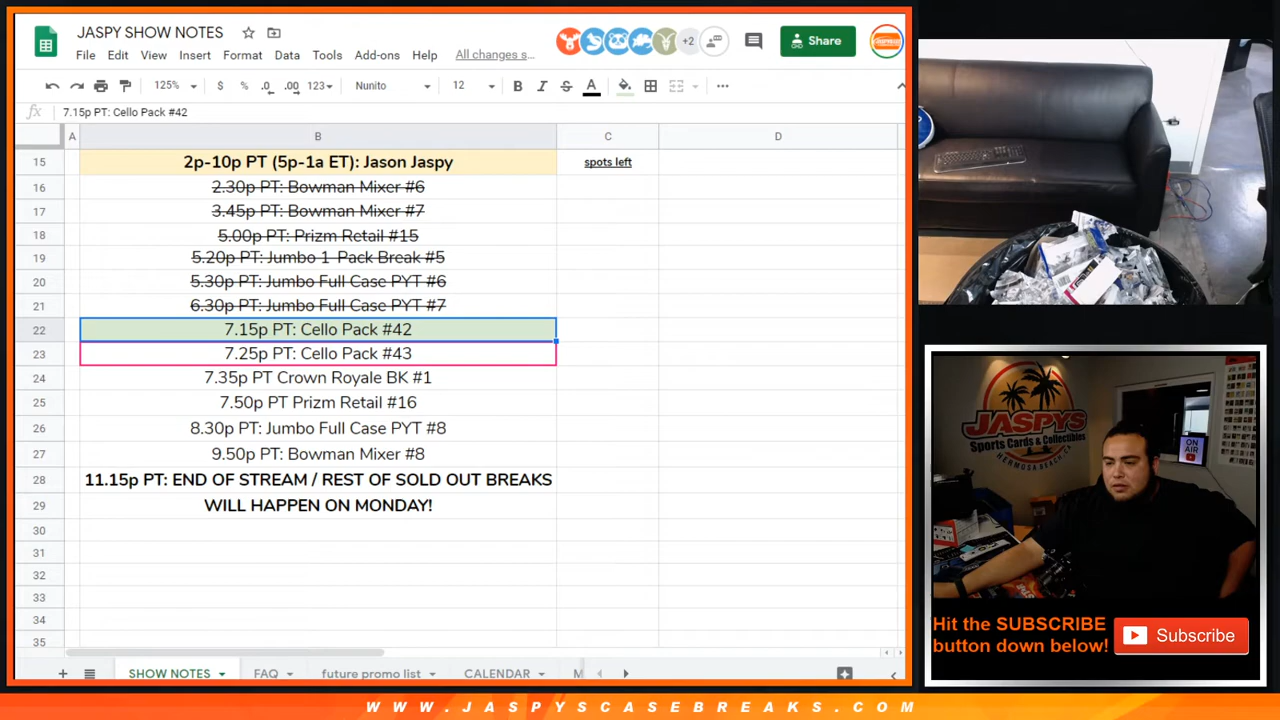 JASPY SHOW NOTES
+2
Share
File Edit View Insert Format Data Tools Add-ons Help All changes s...
125% $ % .0 .00 123 Nunito 12 B I S A
fx 7.15p PT: Cello Pack #42
A B C D
15 2p-10p PT (5p-1a ET): Jason Jaspy spots left
16 2.30p PT: Bowman Mixer #6
17 3.45p PT: Bowman Mixer #7
18 5.00p PT: Prizm Retail #15
19 5.20p PT: Jumbo 1-Pack Break #5
20 5.30p PT: Jumbo Full Case PYT #6
21 6.30p PT: Jumbo Full Case PYT #7
22 7.15p PT: Cello Pack #42
23 7.25p PT: Cello Pack #43
24 7.35p PT Crown Royale BK #1
25 7.50p PT Prizm Retail #16
26 8.30p PT: Jumbo Full Case PYT #8
27 9.50p PT: Bowman Mixer #8
28 11.15p PT: END OF STREAM / REST OF SOLD OUT BREAKS
29 WILL HAPPEN ON MONDAY!
30
31
32
33
34
35
SHOW NOTES FAQ future promo list CALENDAR M
JASPYS
Sports Cards & Collectibles
HERMOSA BEACH, CA
ON
AIR
Hit the SUBSCRIBE
button down below!
Subscribe
WWW.JASPYSCASEBREAKS.COM